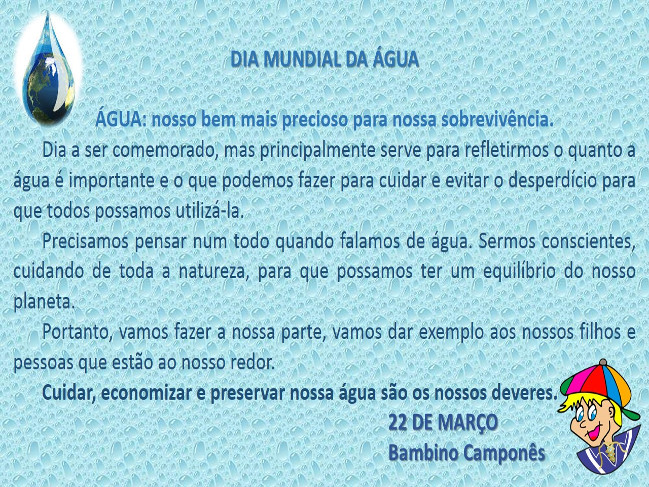 DIA MUNDIAL DA ÁGUA
ÁGUA: nosso bem mais precioso para nossa sobrevivência.
Dia a ser comemorado, mas principalmente serve para refletirmos o quanto a
água é importante e o que podemos fazer para cuidar e evitar o desperdício para
que todos possamos utilizá-la.
Precisamos pensar num todo quando falamos de água. Sermos conscientes,
cuidando de toda a natureza, para que possamos ter um equilíbrio do nosso
planeta.
Portanto, vamos fazer a nossa parte, vamos dar exemplo aos nossos filhos e
pessoas que estão ao nosso redor.
Cuidar, economizar e preservar nossa água são os nossos deveres.
22 DE MARÇO
Bambino Camponês